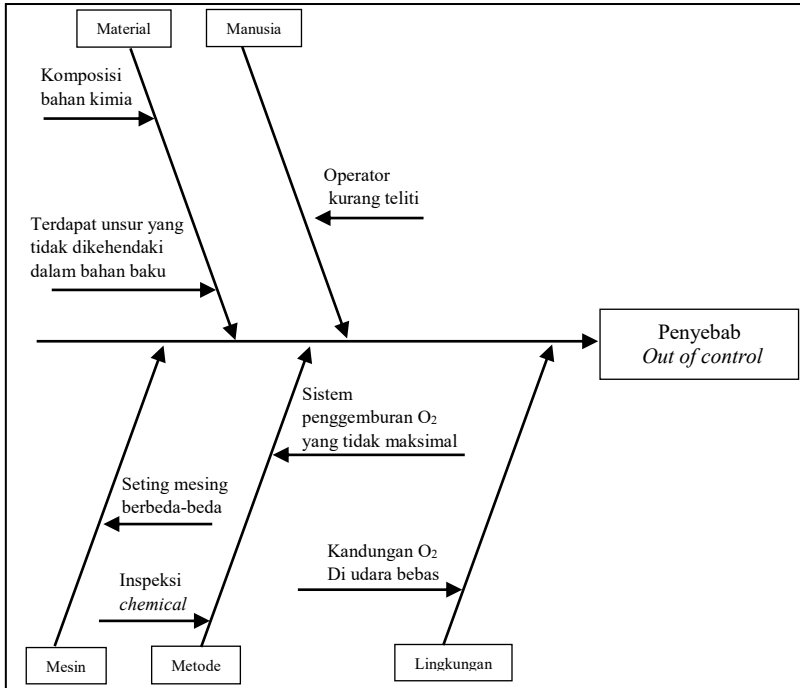 Material
Manusia
Komposisi
bahan kimia
Operator
kurang teliti
Terdapat unsur yang
tidak dikehendaki
dalam bahan baku
Penyebab
Out of control
Sistem
penggemburan O₂
yang tidak maksimal
Seting mesing
berbeda-beda
Kandungan O₂
Di udara bebas
Inspeksi
chemical
Mesin
Metode
Lingkungan